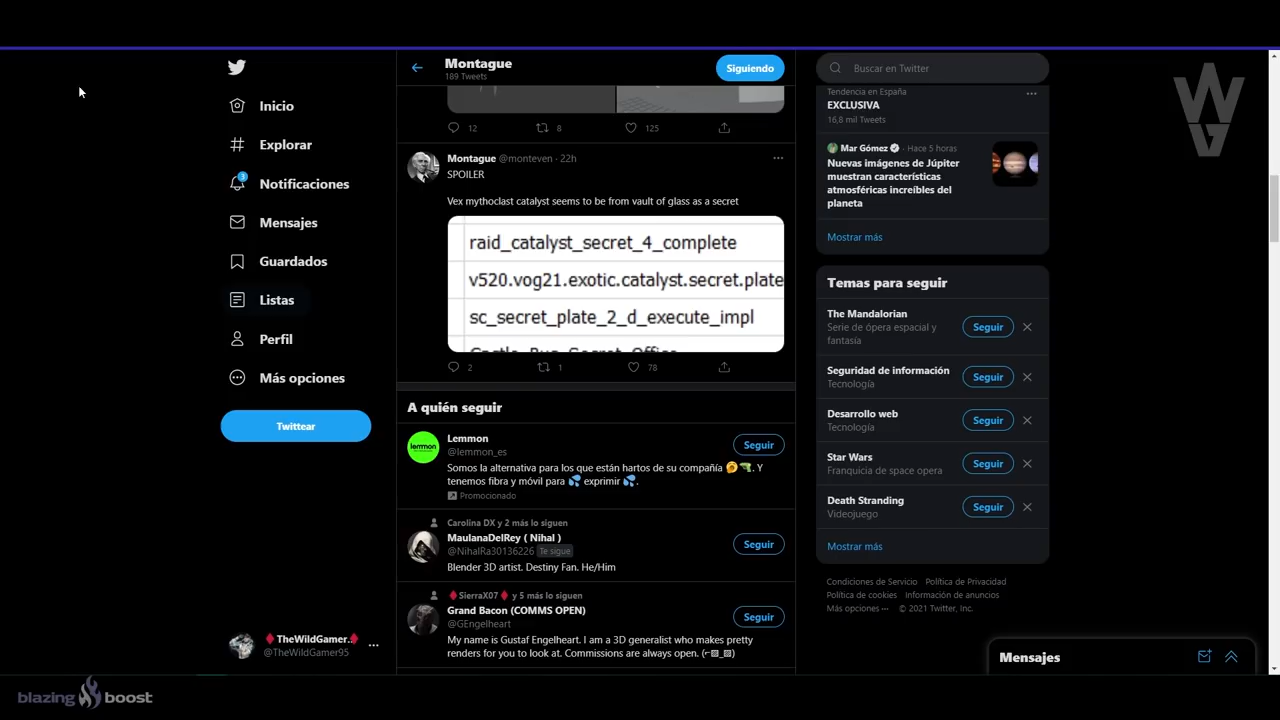 Inicio
Explorar
3
Notificaciones
Mensajes
Guardados
Listas
Perfil
Más opciones
Twittear
TheWildGamer..
@TheWildGamer95
Montague
189 Tweets
Siguiendo
12
8
125
Montague @monteven · 22h
SPOILER
Vex mythoclast catalyst seems to be from vault of glass as a secret
raid_catalyst_secret_4_complete
v520.vog21.exotic.catalyst.secret.plate
sc_secret_plate_2_d_execute_impl
2
1
78
A quién seguir
Lemmon
@lemmon_es
Seguir
Somos la alternativa para los que están hartos de su compañía. Y
tenemos fibra y móvil para exprimir.
Promocionado
Carolina DX y 2 más lo siguen
MaulanaDelRey ( Nihal )
@NihalRa30136226 Te sigue
Seguir
Blender 3D artist. Destiny Fan. He/Him
SierraX07 y 5 más lo siguen
Grand Bacon (COMMS OPEN)
@GEngelheart
Seguir
My name is Gustaf Engelheart. I am a 3D generalist who makes pretty
renders for you to look at. Commissions are always open.
Buscar en Twitter
Tendencia en España
EXCLUSIVA
16,8 mil Tweets
Mar Gómez · Hace 5 horas
Nuevas imágenes de Júpiter
muestran características
atmosféricas increíbles del
planeta
Mostrar más
Temas para seguir
The Mandalorian
Serie de ópera espacial y
fantasía
Seguir
Seguridad de información
Tecnología
Seguir
Desarrollo web
Tecnología
Seguir
Star Wars
Franquicia de space opera
Seguir
Death Stranding
Videojuego
Seguir
Mostrar más
Condiciones de Servicio Política de Privacidad
Política de cookies Información de anuncios
Más opciones ··· © 2021 Twitter, Inc.
Mensajes
blazing boost